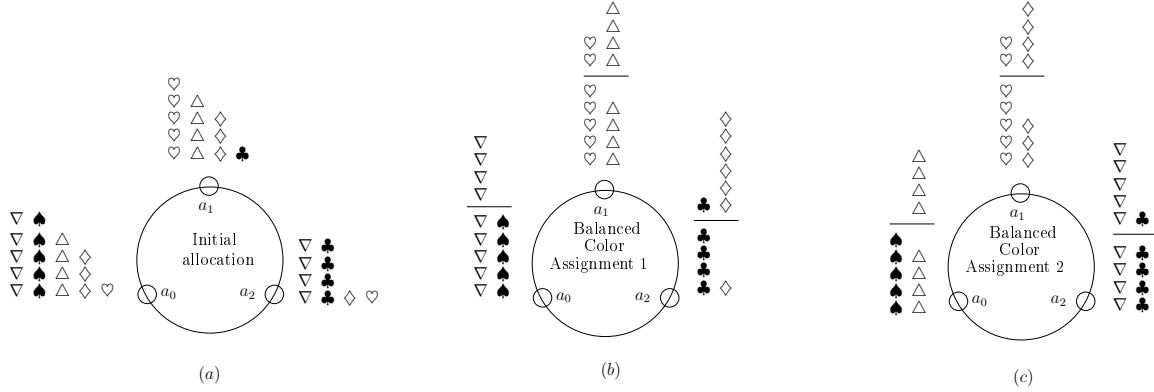 a₁
Initial
allocation
a₀
a₂
(a)
a₁
Balanced
Color
Assignment 1
a₀
a₂
(b)
a₁
Balanced
Color
Assignment 2
a₀
a₂
(c)